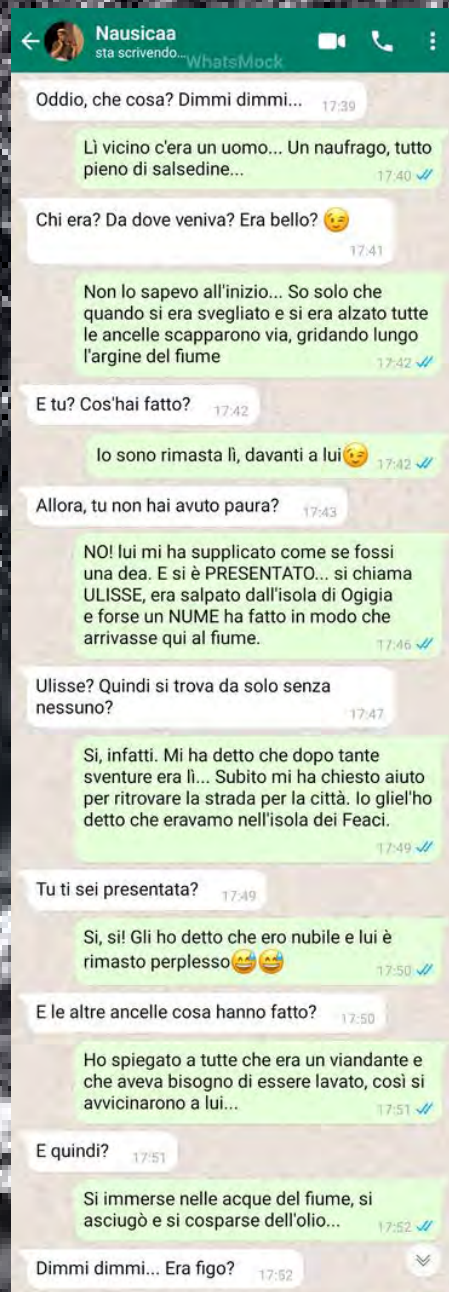 Nausicaa
sta scrivendo...
WhatsMock
Oddio, che cosa? Dimmi dimmi... 17:39
Lì vicino c'era un uomo... Un naufrago, tutto
pieno di salsedine...
17:40
Chi era? Da dove veniva? Era bello? 😉
17:41
Non lo sapevo all'inizio... So solo che
quando si era svegliato e si era alzato tutte
le ancelle scapparono via, gridando lungo
l'argine del fiume
17:42
E tu? Cos'hai fatto? 17:42
Io sono rimasta lì, davanti a lui😉 17:42
Allora, tu non hai avuto paura? 17:43
NO! lui mi ha supplicato come se fossi
una dea. E si è PRESENTATO... si chiama
ULISSE, era salpato dall'isola di Ogigia
e forse un NUME ha fatto in modo che
arrivasse qui al fiume.
17:46
Ulisse? Quindi si trova da solo senza
nessuno?
17:47
Si, infatti. Mi ha detto che dopo tante
sventure era lì... Subito mi ha chiesto aiuto
per ritrovare la strada per la città. Io gliel'ho
detto che eravamo nell'isola dei Feaci.
17:49
Tu ti sei presentata? 17:49
Si, si! Gli ho detto che ero nubile e lui è
rimasto perplesso😅😅
17:50
E le altre ancelle cosa hanno fatto? 17:50
Ho spiegato a tutte che era un viandante e
che aveva bisogno di essere lavato, così si
avvicinarono a lui...
17:51
E quindi? 17:51
Si immerse nelle acque del fiume, si
asciugò e si cosparse dell'olio...
17:52
Dimmi dimmi... Era figo? 17:52